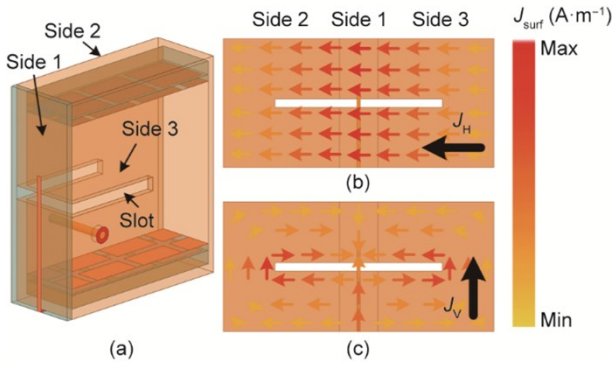 Side 2
Side 1
Side 3
Slot
(a)
Side 2 Side 1 Side 3
J_H
(b)
J_V
(c)
J_surf (A·m⁻¹)
Max
Min